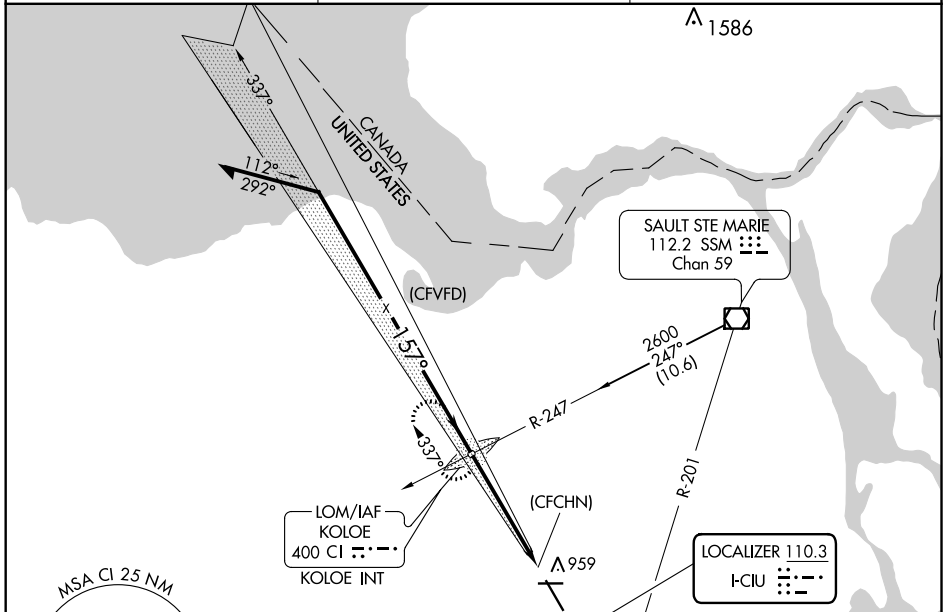 1586
337°
CANADA
UNITED STATES
112°
292°
SAULT STE MARIE
112.2 SSM
Chan 59
(CFVFD)
157°
2600
247°
(10.6)
R-247
337°
R-201
LOM/IAF
KOLOE
400 CI
KOLOE INT
(CFCHN)
959
LOCALIZER 110.3
I-CIU
MSA CI 25 NM